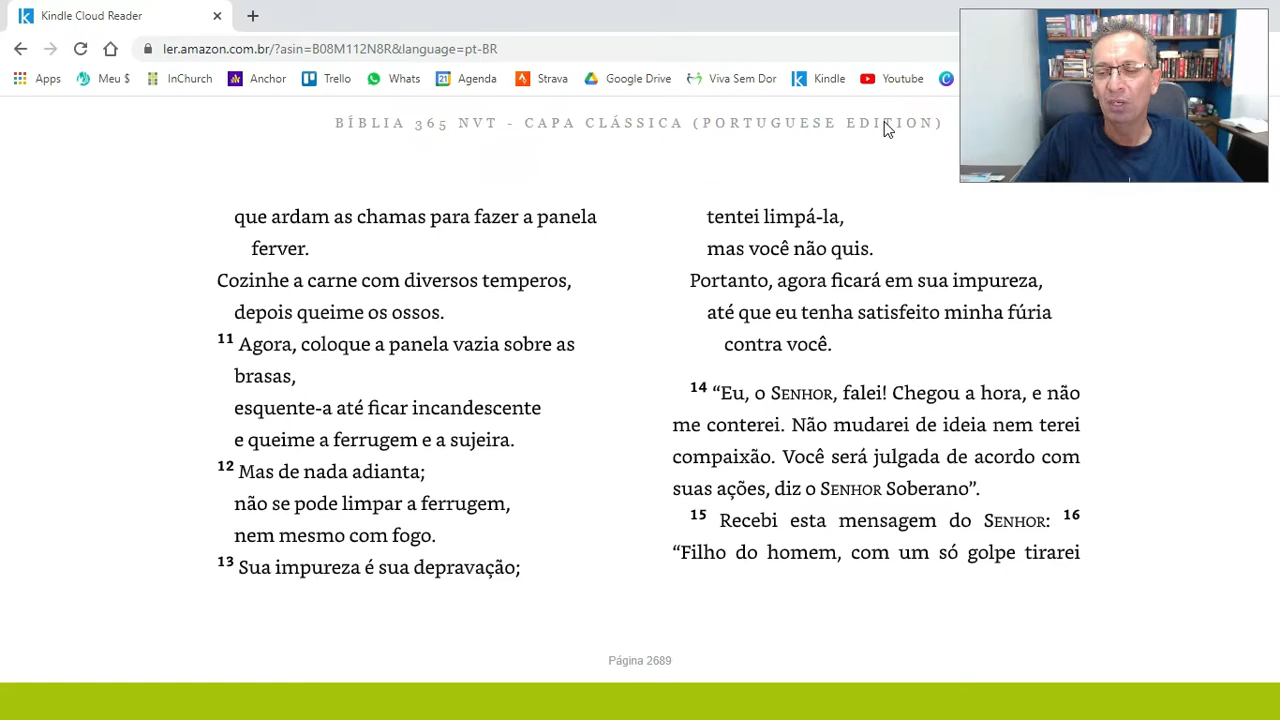 Kindle Cloud Reader
ler.amazon.com.br/?asin=B08M112N8R&language=pt-BR
Apps Meu $ InChurch Anchor Trello Whats Agenda Strava Google Drive Viva Sem Dor Kindle Youtube
BÍBLIA 365 NVT - CAPA CLÁSSICA (PORTUGUESE EDITION)
que ardam as chamas para fazer a panela
ferver.
Cozinhe a carne com diversos temperos,
depois queime os ossos.
11 Agora, coloque a panela vazia sobre as
brasas,
esquente-a até ficar incandescente
e queime a ferrugem e a sujeira.
12 Mas de nada adianta;
não se pode limpar a ferrugem,
nem mesmo com fogo.
13 Sua impureza é sua depravação;
tentei limpá-la,
mas você não quis.
Portanto, agora ficará em sua impureza,
até que eu tenha satisfeito minha fúria
contra você.
14 “Eu, o SENHOR, falei! Chegou a hora, e não
me conterei. Não mudarei de ideia nem terei
compaixão. Você será julgada de acordo com
suas ações, diz o SENHOR Soberano”.
15 Recebi esta mensagem do SENHOR: 16
“Filho do homem, com um só golpe tirarei
Página 2689